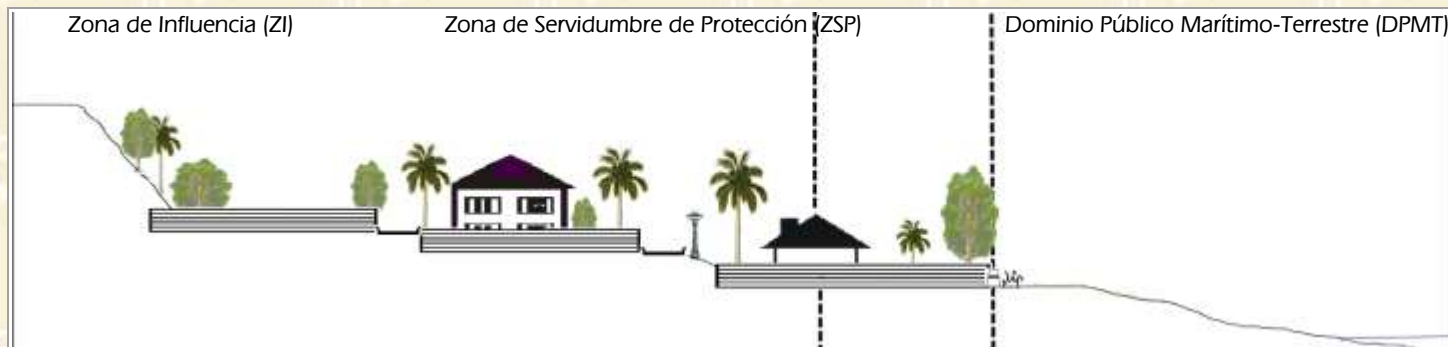 Zona de Influencia (ZI) Zona de Servidumbre de Protección (ZSP) Dominio Público Marítimo-Terrestre (DPMT)